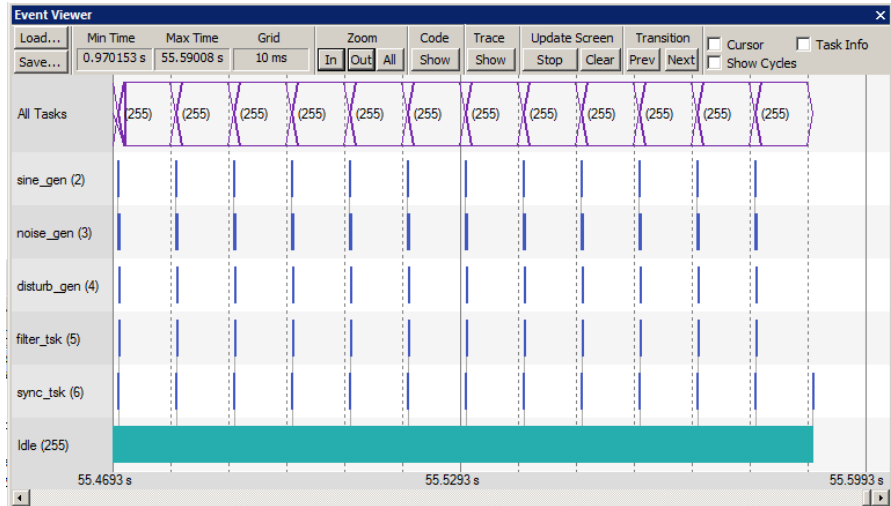 Event Viewer
Load... Min Time Max Time Grid Zoom Code Trace Update Screen Transition Cursor Task Info
Save... 0.970153 s 55.59008 s 10 ms In Out All Show Show Stop Clear Prev Next Show Cycles
All Tasks (255) (255) (255) (255) (255) (255) (255) (255) (255) (255) (255) (255)
sine_gen (2)
noise_gen (3)
disturb_gen (4)
filter_tsk (5)
sync_tsk (6)
Idle (255)
55.4693 s 55.5293 s 55.5993 s